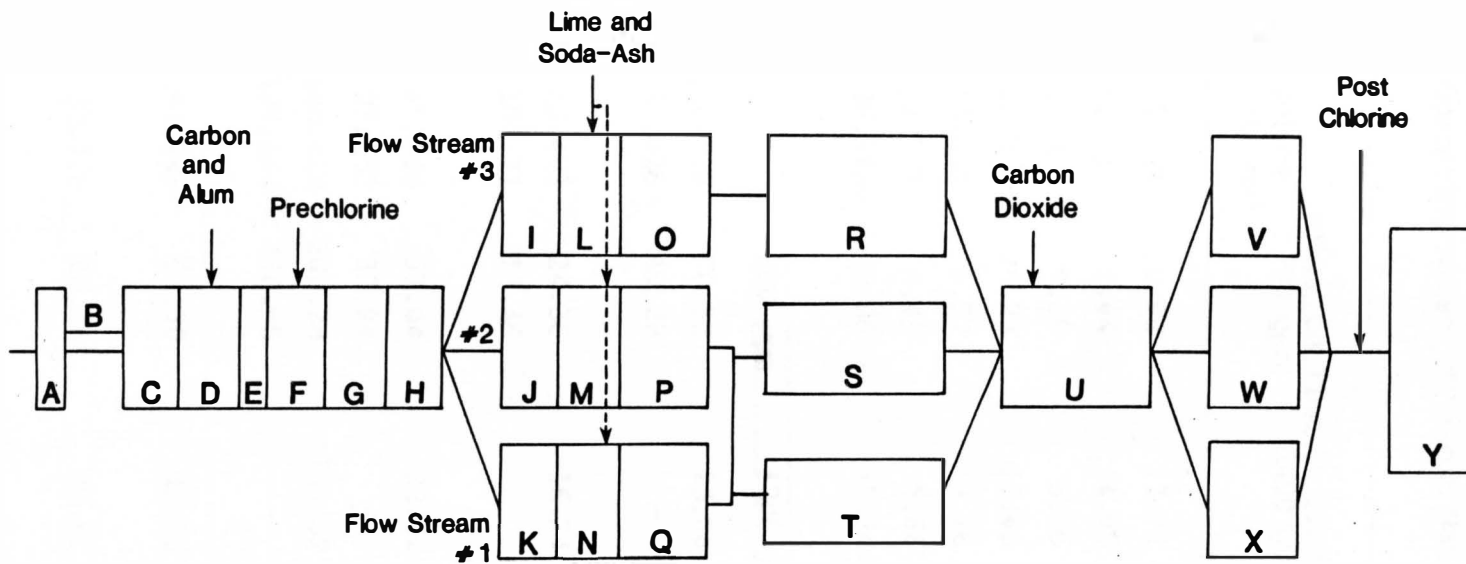 Lime and
Soda-Ash
Post
Chlorine
Carbon
and
Alum
Flow Stream
#3
Prechlorine
Carbon
Dioxide
I L O
R
V
B
#2
A
C D E F G H
J M P
S
U
W
Y
Flow Stream
#1
K N Q
T
X